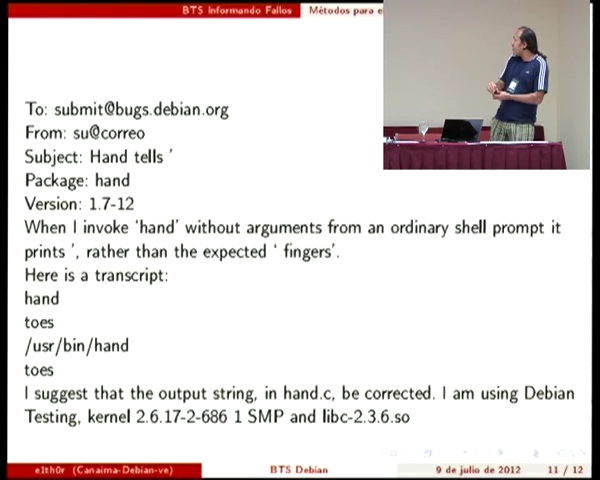 BTS Informando Fallos Métodos para e
To: submit@bugs.debian.org
From: su@correo
Subject: Hand tells ’
Package: hand
Version: 1.7-12
When I invoke ‘hand’ without arguments from an ordinary shell prompt it
prints ’, rather than the expected ‘ fingers’.
Here is a transcript:
hand
toes
/usr/bin/hand
toes
I suggest that the output string, in hand.c, be corrected. I am using Debian
Testing, kernel 2.6.17-2-686 1 SMP and libc-2.3.6.so
e1th0r (Canaima-Debian-ve) BTS Debian 9 de julio de 2012 11 / 12